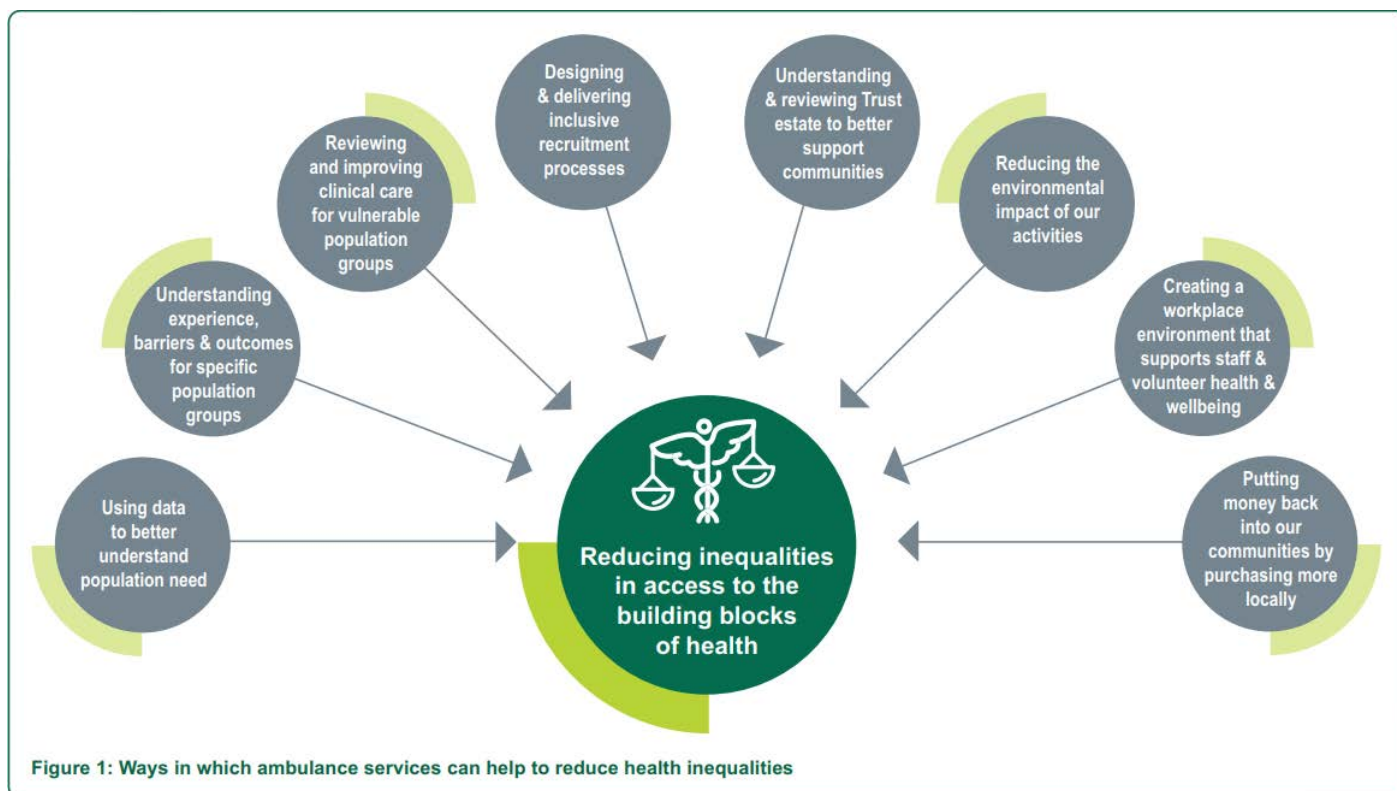 Using data
to better
understand
population need
Understanding
experience,
barriers & outcomes
for specific
population
groups
Reviewing
and improving
clinical care
for vulnerable
population
groups
Designing
& delivering
inclusive
recruitment
processes
Understanding
& reviewing Trust
estate to better
support
communities
Reducing the
environmental
impact of our
activities
Creating a
workplace
environment that
supports staff &
volunteer health &
wellbeing
Putting
money back
into our
communities by
purchasing more
locally
Reducing inequalities
in access to the
building blocks
of health
Figure 1: Ways in which ambulance services can help to reduce health inequalities